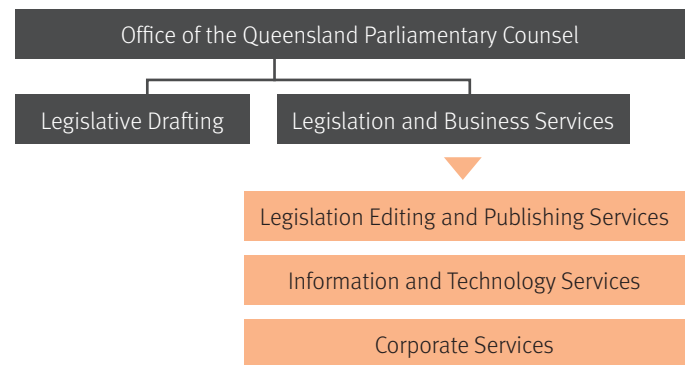 Office of the Queensland Parliamentary Counsel
Legislative Drafting
Legislation and Business Services
Legislation Editing and Publishing Services
Information and Technology Services
Corporate Services